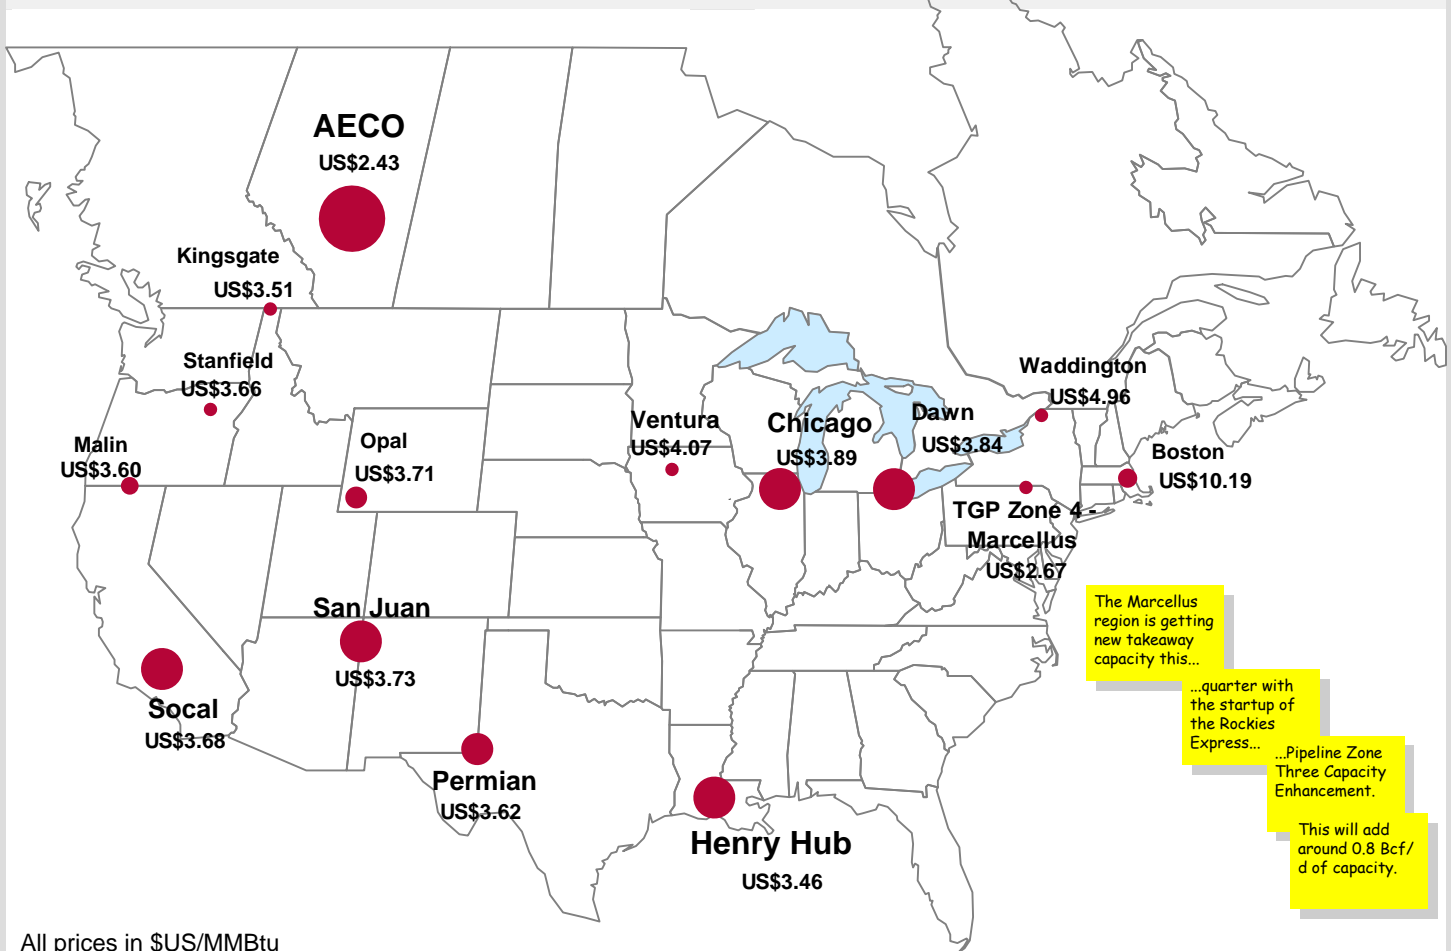 AECO
US$2.43
Kingsgate
US$3.51
Stanfield
US$3.66
Malin
US$3.60
Opal
US$3.71
Ventura
US$4.07
Chicago
US$3.89
Dawn
US$3.84
Waddington
US$4.96
Boston
US$10.19
TGP Zone 4 -
Marcellus
US$2.67
San Juan
US$3.73
Socal
US$3.68
Permian
US$3.62
Henry Hub
US$3.46
The Marcellus
region is getting
new takeaway
capacity this...
...quarter with
the startup of
the Rockies
Express...
...Pipeline Zone
Three Capacity
Enhancement.
This will add
around 0.8 Bcf/
d of capacity.
All prices in $US/MMBtu